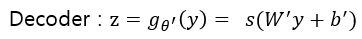 Decoder : z = g_θ′(y) = s(W′y + b′)